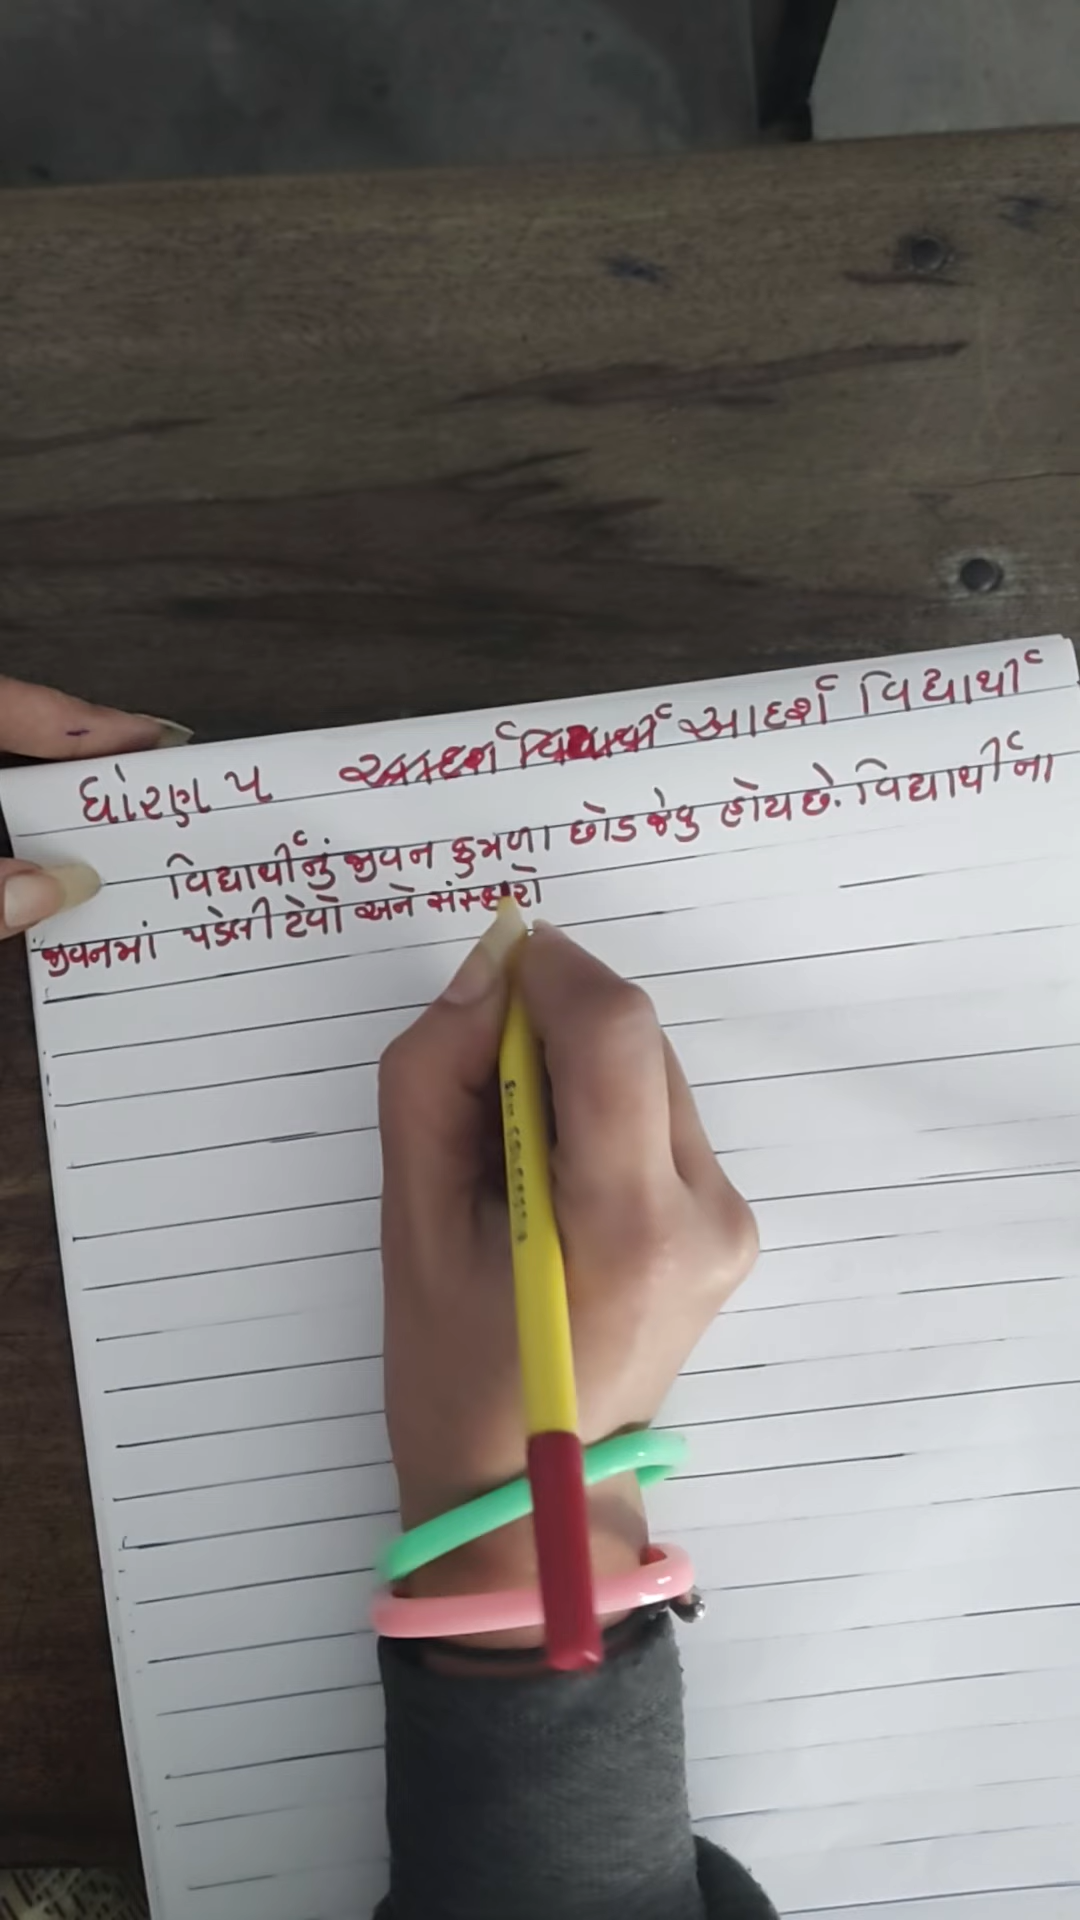 ધોરણ ૫ આદર્શ વિદ્યાર્થી
વિદ્યાર્થીનું જીવન કુમળા છોડ જેવુ હોય છે. વિદ્યાર્થીના
જીવનમાં પડેલી ટેવો અને સંસ્કારો